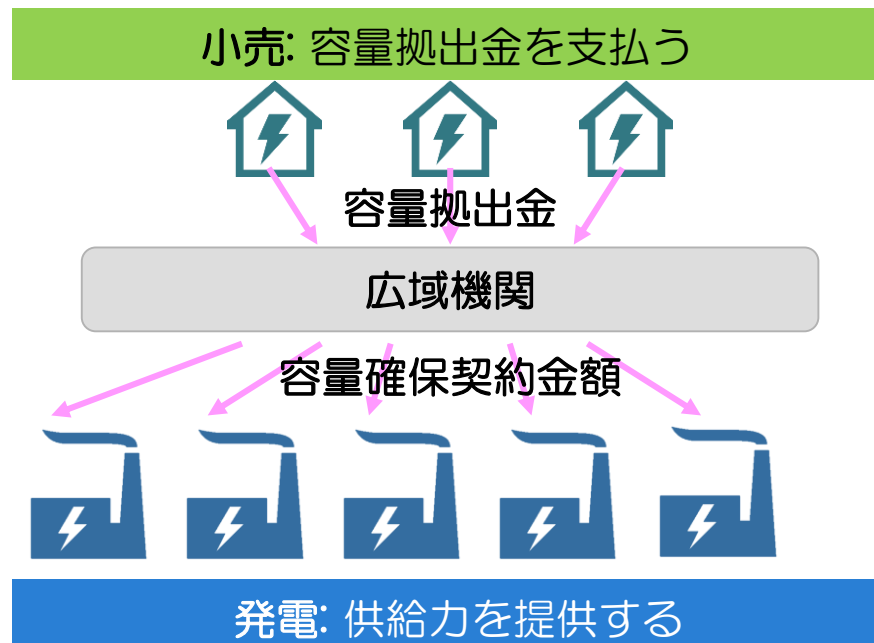 小売: 容量拠出金を支払う
容量拠出金
広域機関
容量確保契約金額
発電: 供給力を提供する